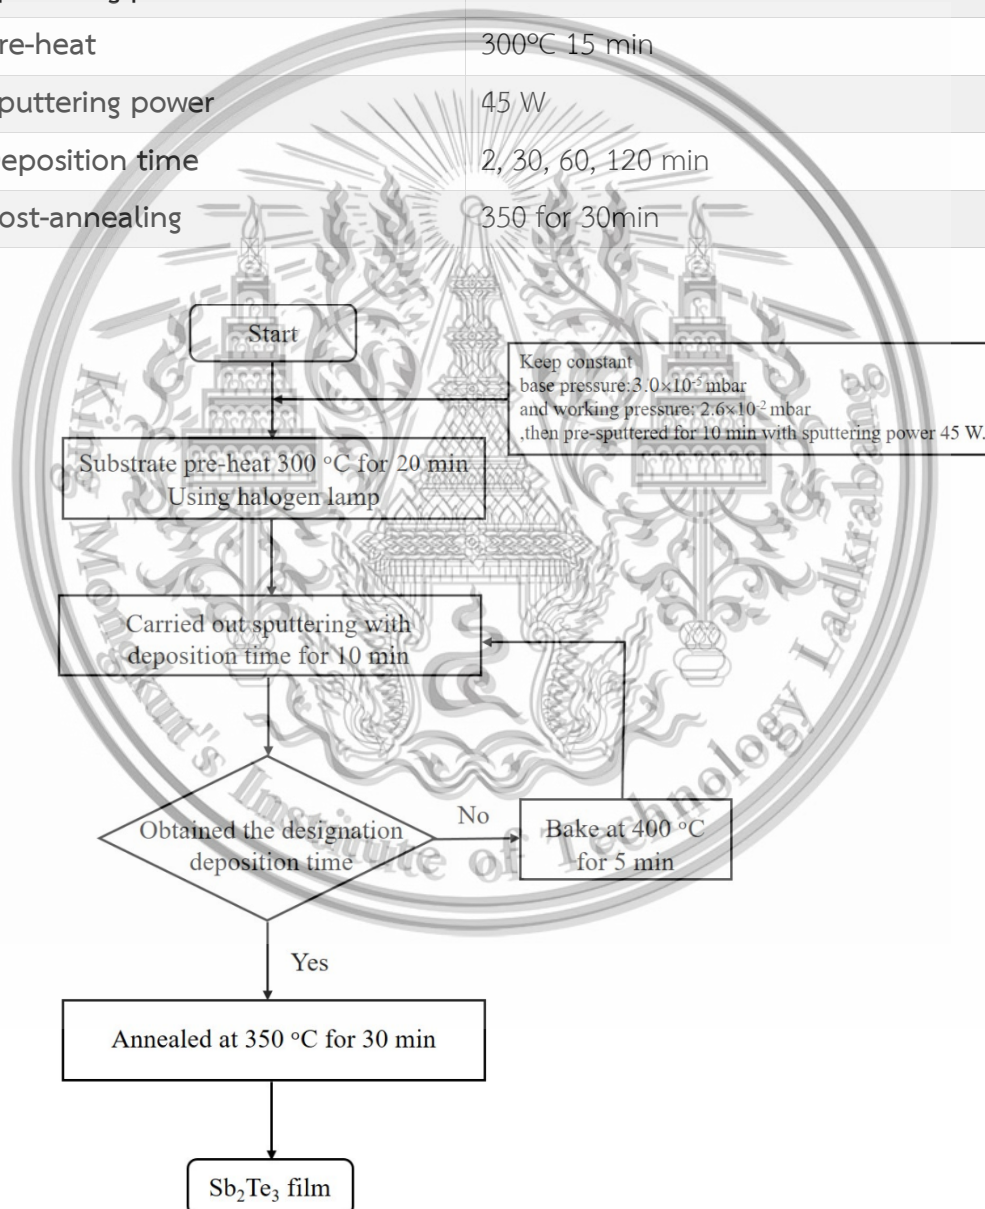 re-heat 300°C 15 min
puttering power 45 W
eposition time 2, 30, 60, 120 min
ost-annealing 350 for 30min
Start
Keep constant
base pressure:3.0×10⁻⁵ mbar
and working pressure: 2.6×10⁻² mbar
,then pre-sputtered for 10 min with sputtering power 45 W.
Substrate pre-heat 300 °C for 20 min
Using halogen lamp
Carried out sputtering with
deposition time for 10 min
Obtained the designation
deposition time
No
Bake at 400 °C
for 5 min
Yes
Annealed at 350 °C for 30 min
Sb₂Te₃ film
King Mongkut's Institute of Technology Ladkrabang